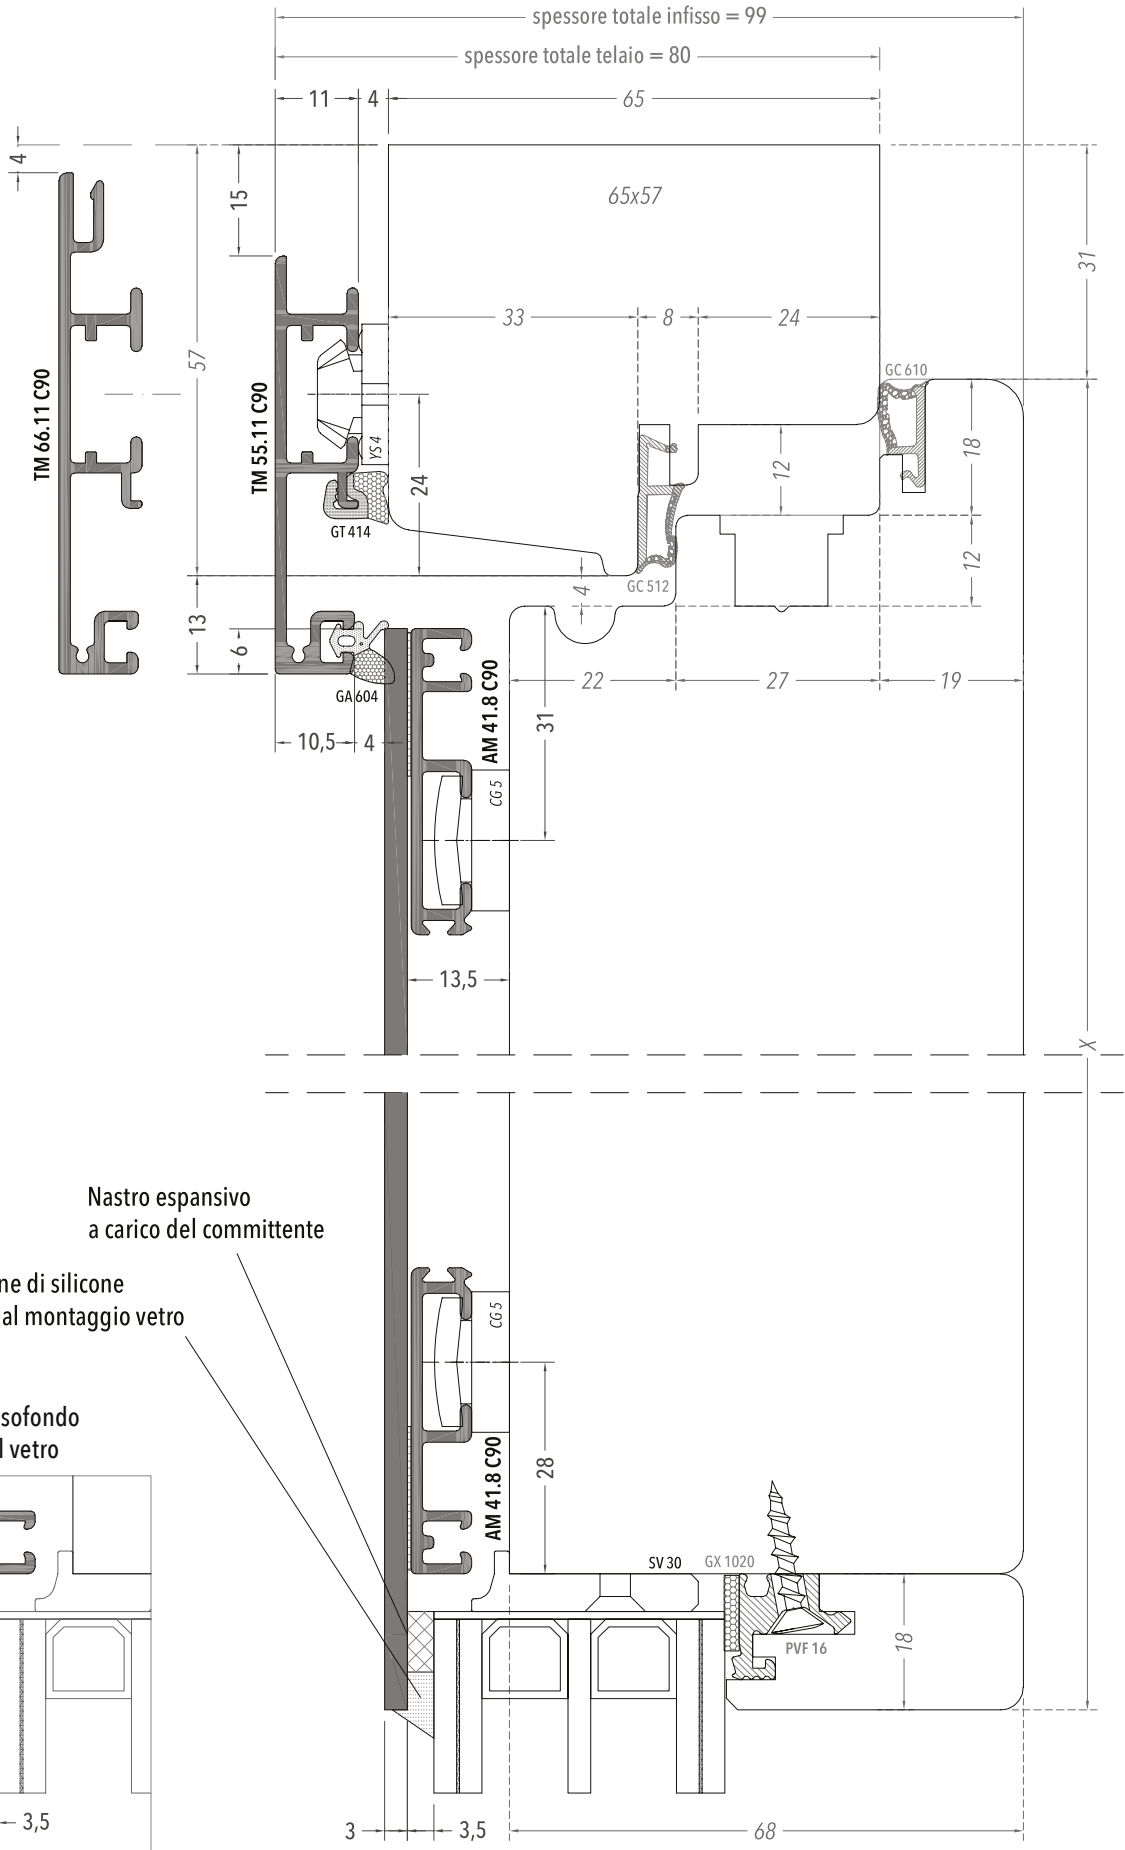 spessore totale infisso = 99
spessore totale telaio = 80
11
4
65
4
15
65x57
31
33
8
24
57
GC 610
TM 66.11 C90
TM 55.11 C90
YS 4
24
12
18
GT 414
12
GC 512
4
13
6
GA 604
22
27
19
AM 41.8 C90
31
10,5
4
CG 5
13,5
X
Nastro espansivo
a carico del committente
ne di silicone
al montaggio vetro
CG 5
sofondo
l vetro
AM 41.8 C90
28
SV 30
GX 1020
PVF 16
18
3,5
3
3,5
68